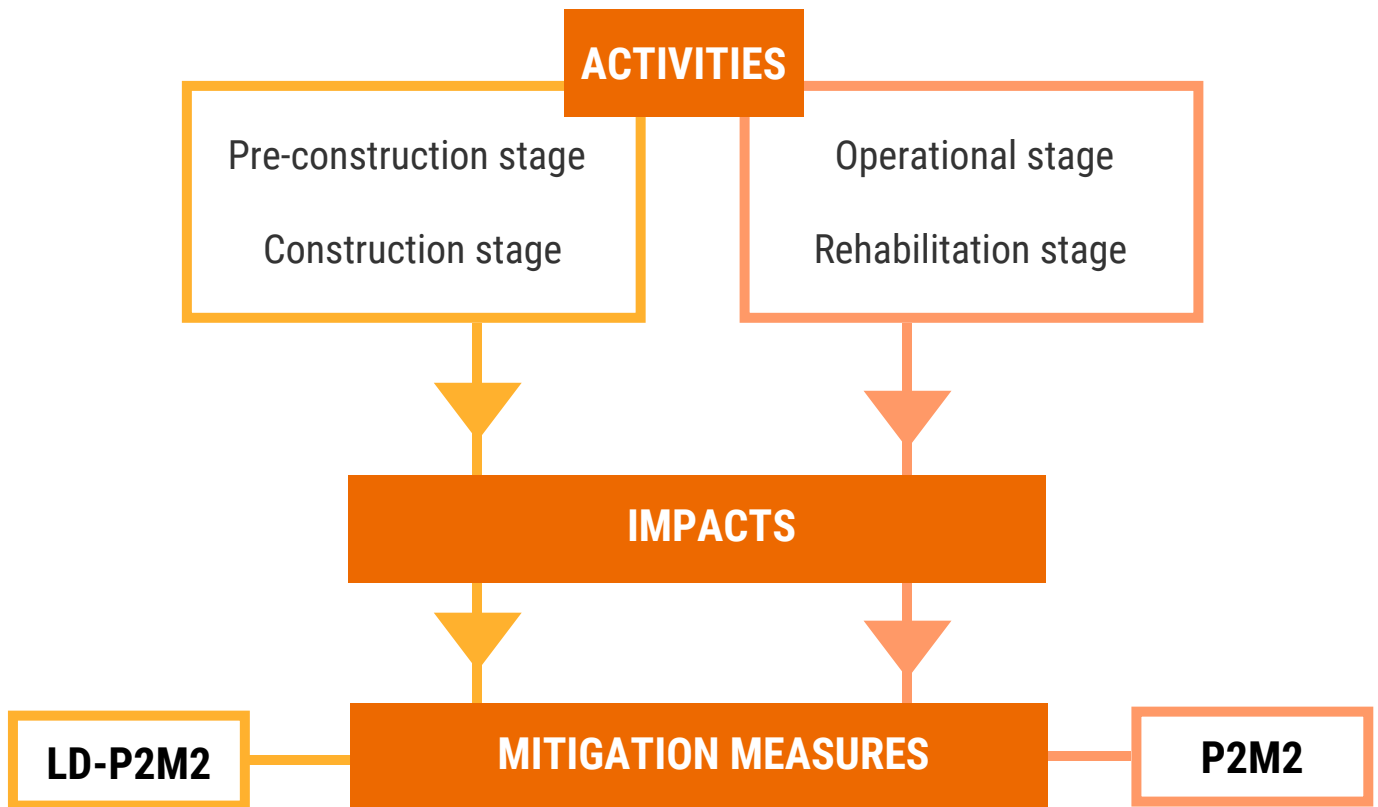 ACTIVITIES
Pre-construction stage
Construction stage
Operational stage
Rehabilitation stage
IMPACTS
MITIGATION MEASURES
LD-P2M2
P2M2